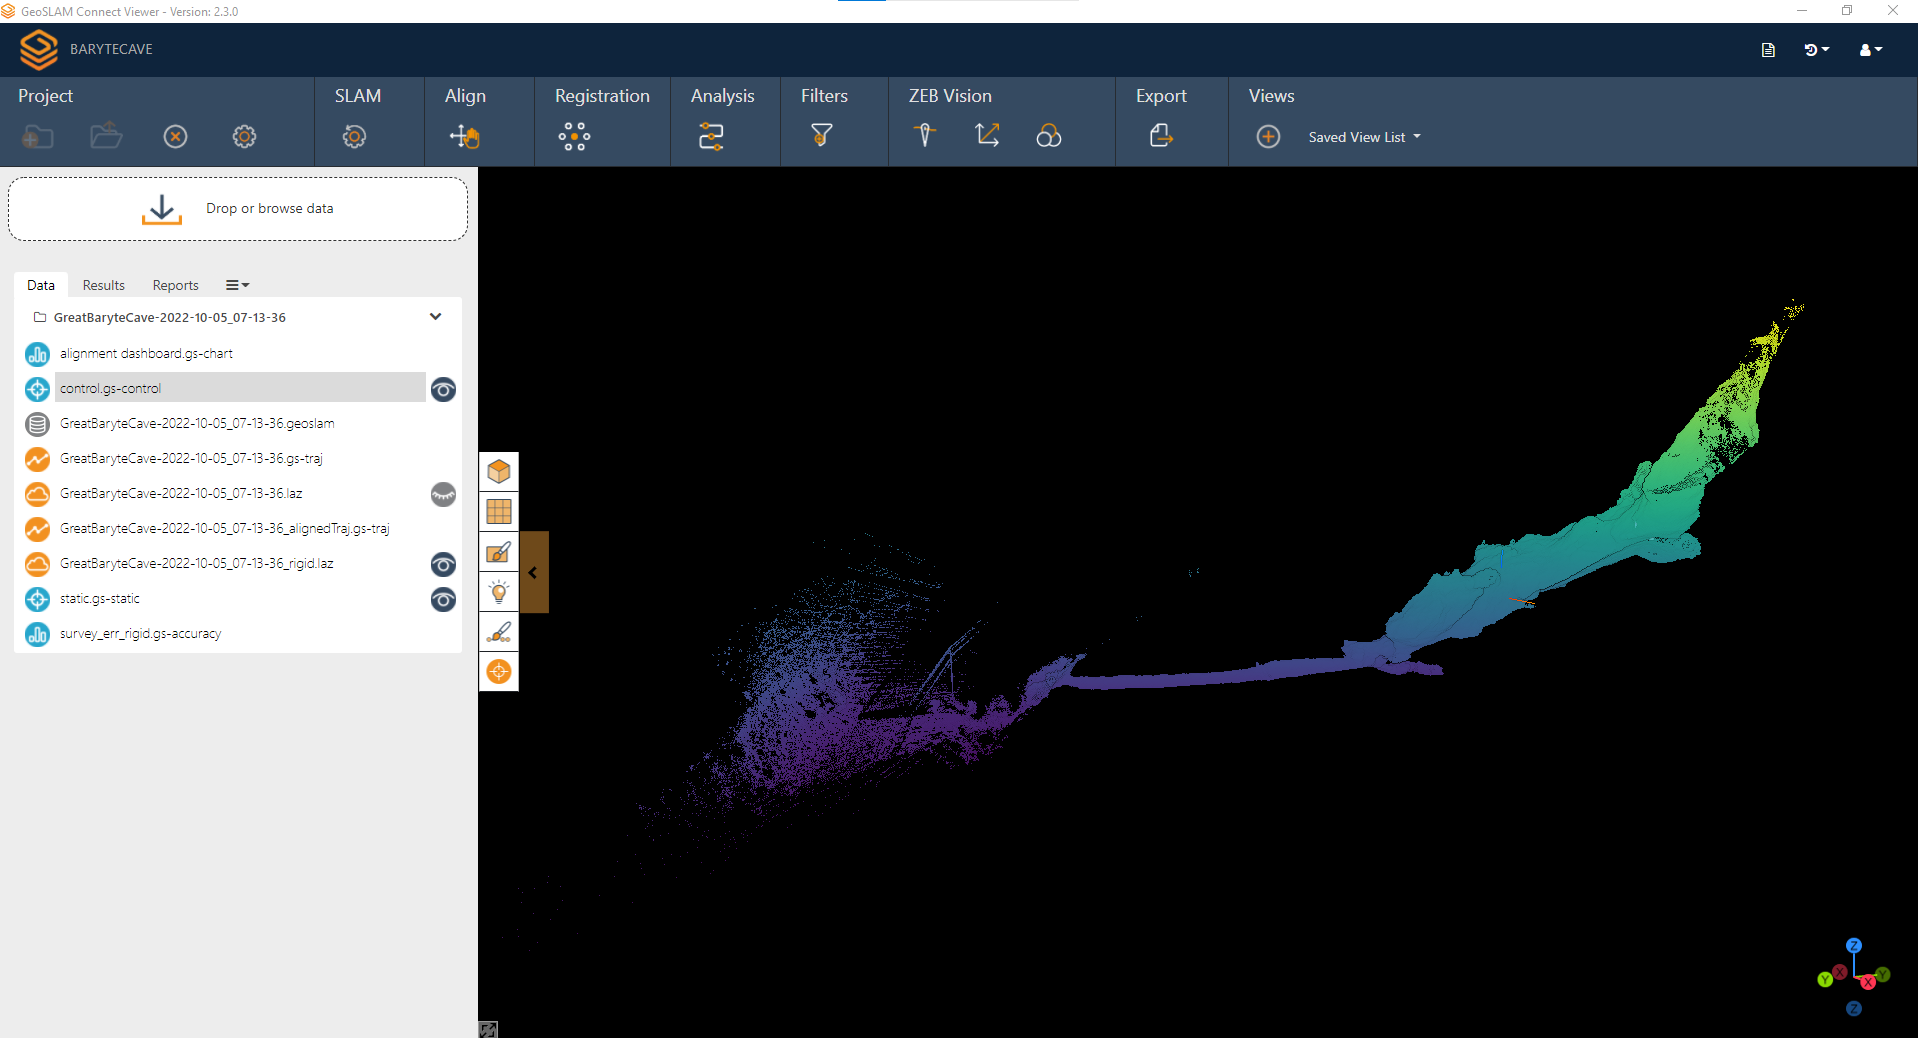 GeoSLAM Connect Viewer - Version: 2.3.0
BARYTECAVE
Project SLAM Align Registration Analysis Filters ZEB Vision Export Views
Saved View List
Drop or browse data
Data Results Reports
GreatBaryteCave-2022-10-05_07-13-36
alignment dashboard.gs-chart
control.gs-control
GreatBaryteCave-2022-10-05_07-13-36.geoslam
GreatBaryteCave-2022-10-05_07-13-36.gs-traj
GreatBaryteCave-2022-10-05_07-13-36.laz
GreatBaryteCave-2022-10-05_07-13-36_alignedTraj.gs-traj
GreatBaryteCave-2022-10-05_07-13-36_rigid.laz
static.gs-static
survey_err_rigid.gs-accuracy
Z
Y X X Y
Z